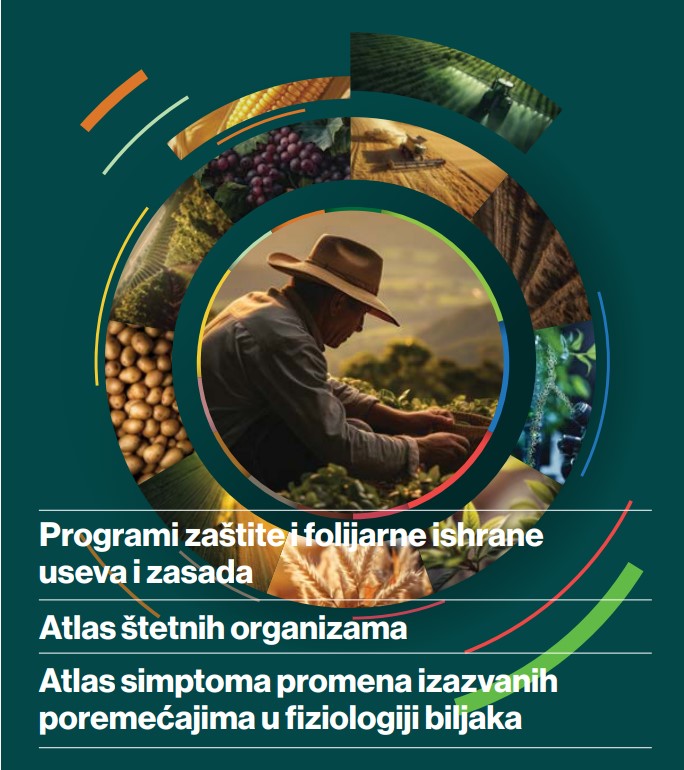 Programi zaštite i folijarne ishrane
useva i zasada
Atlas štetnih organizama
Atlas simptoma promena izazvanih
poremećajima u fiziologiji biljaka